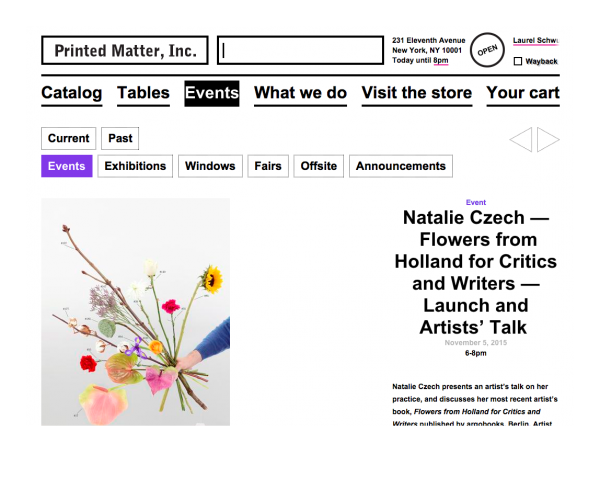 Printed Matter, Inc.
231 Eleventh Avenue
New York, NY 10001
Today until 8pm
OPEN
Laurel Schw
Wayback
Catalog Tables Events What we do Visit the store Your cart
Current Past
Events Exhibitions Windows Fairs Offsite Announcements
Event
Natalie Czech —
Flowers from
Holland for Critics
and Writers —
Launch and
Artists’ Talk
November 5, 2015
6-8pm
Natalie Czech presents an artist’s talk on her
practice, and discusses her most recent artist’s
book, Flowers from Holland for Critics and
Writers published by argobooks, Berlin. Artist